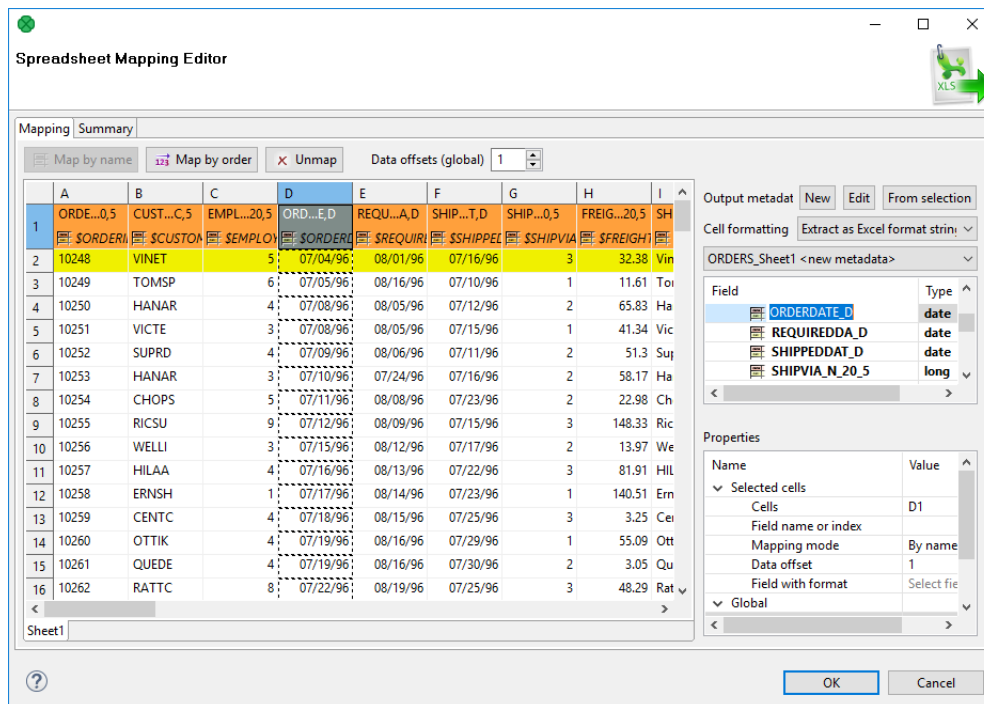 Spreadsheet Mapping Editor
XLS
Mapping Summary
Map by name 123 Map by order Unmap Data offsets (global) 1
A B C D E F G H I
1 ORDE...0,5 CUST...C,5 EMPL...20,5 ORD...E,D REQU...A,D SHIP...T,D SHIP...0,5 FREIG...20,5 SH
$ORDERI $CUSTON $EMPLOY $ORDERD $REQUIRE $SHIPPED $SHIPVIA $FREIGHT
2 10248 VINET 5 07/04/96 08/01/96 07/16/96 3 32.38 Vin
3 10249 TOMSP 6 07/05/96 08/16/96 07/10/96 1 11.61 Tor
4 10250 HANAR 4 07/08/96 08/05/96 07/12/96 2 65.83 Ha
5 10251 VICTE 3 07/08/96 08/05/96 07/15/96 1 41.34 Vic
6 10252 SUPRD 4 07/09/96 08/06/96 07/11/96 2 51.3 Sup
7 10253 HANAR 3 07/10/96 07/24/96 07/16/96 2 58.17 Ha
8 10254 CHOPS 5 07/11/96 08/08/96 07/23/96 2 22.98 Ch
9 10255 RICSU 9 07/12/96 08/09/96 07/15/96 3 148.33 Ric
10 10256 WELLI 3 07/15/96 08/12/96 07/17/96 2 13.97 We
11 10257 HILAA 4 07/16/96 08/13/96 07/22/96 3 81.91 HIL
12 10258 ERNSH 1 07/17/96 08/14/96 07/23/96 1 140.51 Ern
13 10259 CENTC 4 07/18/96 08/15/96 07/25/96 3 3.25 Cer
14 10260 OTTIK 4 07/19/96 08/16/96 07/29/96 1 55.09 Ott
15 10261 QUEDE 4 07/19/96 08/16/96 07/30/96 2 3.05 Qu
16 10262 RATTC 8 07/22/96 08/19/96 07/25/96 3 48.29 Rat
Sheet1
Output metadat New Edit From selection
Cell formatting Extract as Excel format string
ORDERS_Sheet1 <new metadata>
Field Type
ORDERDATE_D date
REQUIREDDA_D date
SHIPPEDDAT_D date
SHIPVIA_N_20_5 long
Properties
Name Value
Selected cells
Cells D1
Field name or index
Mapping mode By name
Data offset 1
Field with format Select fie
Global
? OK Cancel